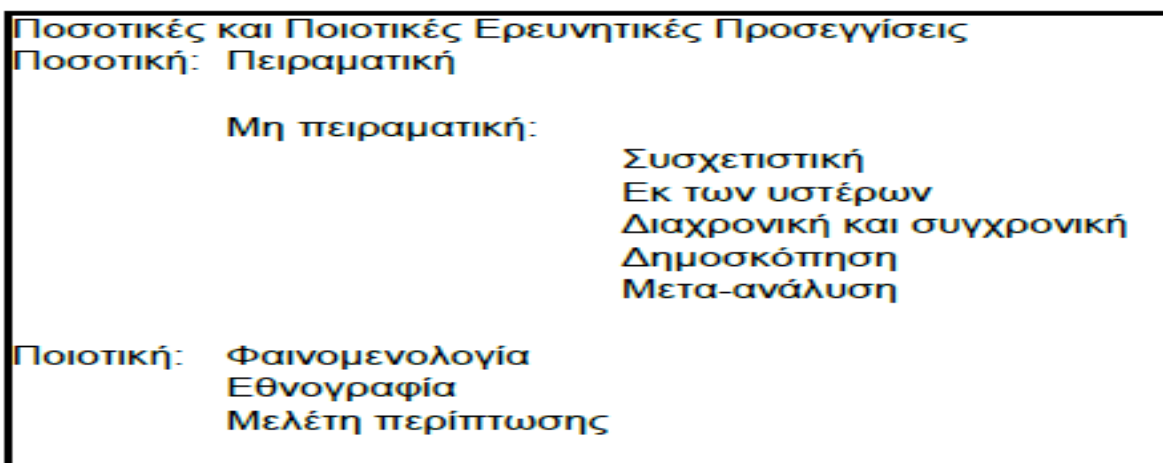 Ποσοτικές και Ποιοτικές Ερευνητικές Προσεγγίσεις
Ποσοτική: Πειραματική
Μη πειραματική:
Συσχετιστική
Εκ των υστέρων
Διαχρονική και συγχρονική
Δημοσκόπηση
Μετα-ανάλυση
Ποιοτική: Φαινομενολογία
Εθνογραφία
Μελέτη περίπτωσης